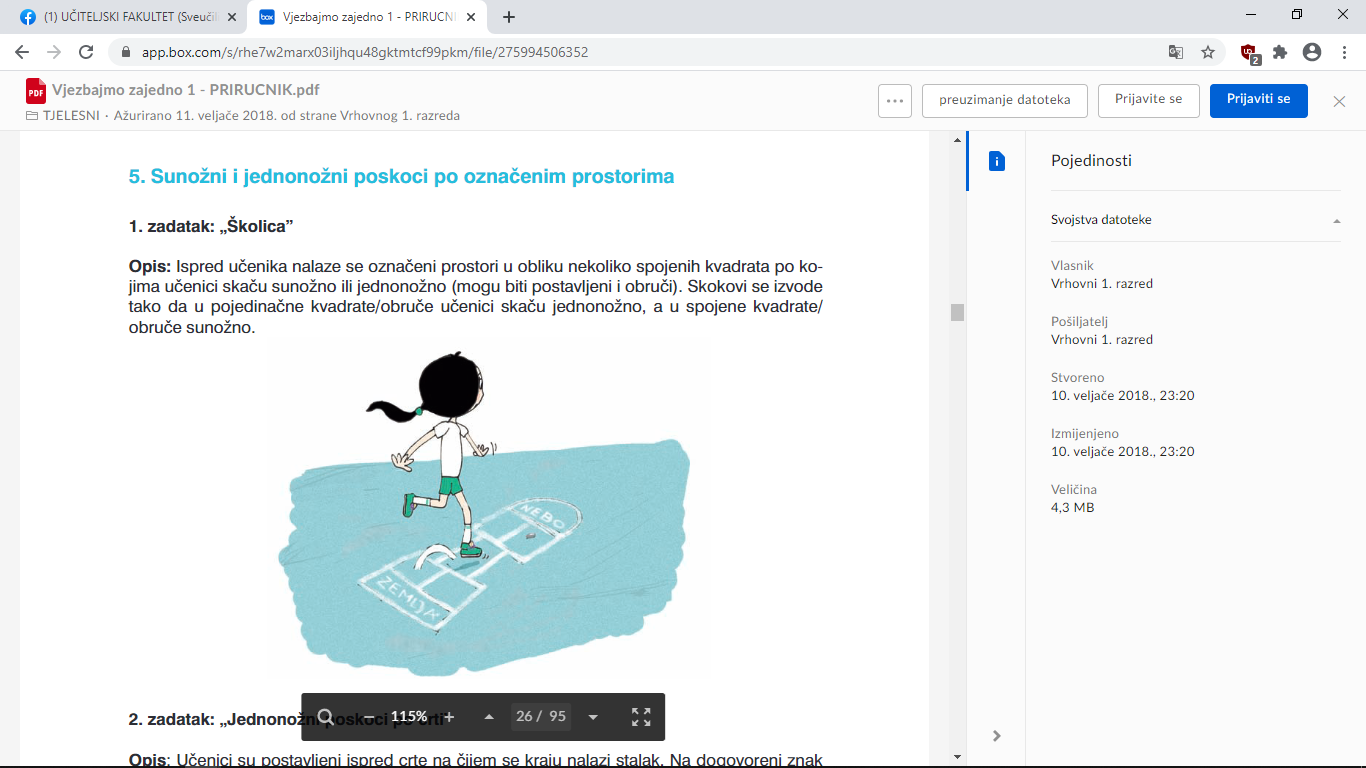 (1) UČITELJSKI FAKULTET (Sveučil
Vjezbajmo zajedno 1 - PRIRUCNI
app.box.com/s/rhe7w2marx03iljhqu48gktmtcf99pkm/file/275994506352
2
PDF
Vjezbajmo zajedno 1 - PRIRUCNIK.pdf
TJELESNI · Ažurirano 11. veljače 2018. od strane Vrhovnog 1. razreda
preuzimanje datoteka
Prijavite se
Prijaviti se
5. Sunožni i jednonožni poskoci po označenim prostorima
1. zadatak: „Školica”
Opis: Ispred učenika nalaze se označeni prostori u obliku nekoliko spojenih kvadrata po ko-
jima učenici skaču sunožno ili jednonožno (mogu biti postavljeni i obruči). Skokovi se izvode
tako da u pojedinačne kvadrate/obruče učenici skaču jednonožno, a u spojene kvadrate/
obruče sunožno.
NEBO
ZEMLJA
2. zadatak: „Jednonožni poskoci po crti”
115%
26 / 95
Opis: Učenici su postavljeni ispred crte na čijem se kraju nalazi stalak. Na dogovoreni znak
Pojedinosti
Svojstva datoteke
Vlasnik
Vrhovni 1. razred
Pošiljatelj
Vrhovni 1. razred
Stvoreno
10. veljače 2018., 23:20
Izmijenjeno
10. veljače 2018., 23:20
Veličina
4,3 MB